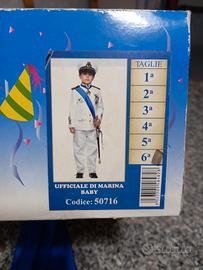 TAGLIE
1ª
2ª
3ª
4ª
5ª
6ª
UFFICIALE DI MARINA
BABY
Codice: 50716